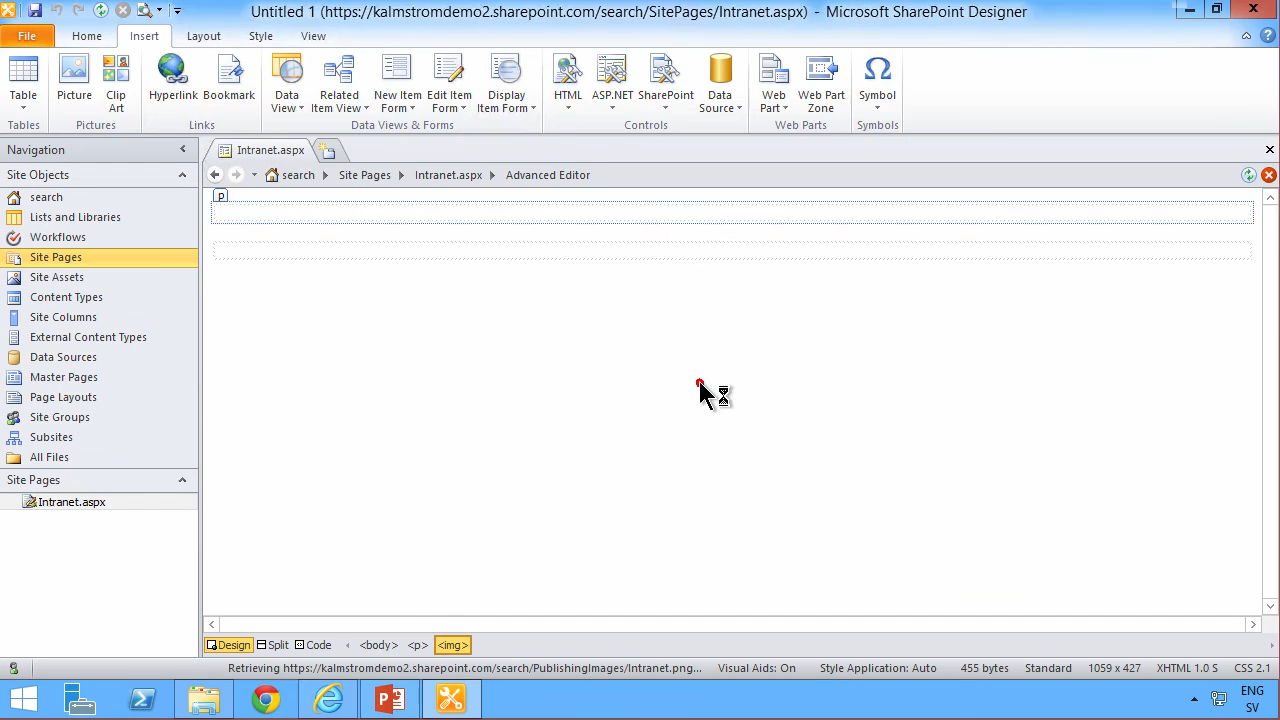 Untitled 1 (https://kalmstromdemo2.sharepoint.com/search/SitePages/Intranet.aspx) - Microsoft SharePoint Designer
File Home Insert Layout Style View
Table Picture Clip Art Hyperlink Bookmark Data View Related Item View New Item Form Edit Item Form Display Item Form HTML ASP.NET SharePoint Data Source Web Part Web Part Zone Symbol
Tables Pictures Links Data Views & Forms Controls Web Parts Symbols
Navigation
Intranet.aspx
Site Objects
search Site Pages Intranet.aspx Advanced Editor
p
search
Lists and Libraries
Workflows
Site Pages
Site Assets
Content Types
Site Columns
External Content Types
Data Sources
Master Pages
Page Layouts
Site Groups
Subsites
All Files
Site Pages
Intranet.aspx
Design Split Code <body> <p> <img>
Retrieving https://kalmstromdemo2.sharepoint.com/search/PublishingImages/Intranet.png... Visual Aids: On Style Application: Auto 455 bytes Standard 1059 x 427 XHTML 1.0 S CSS 2.1
ENG
SV